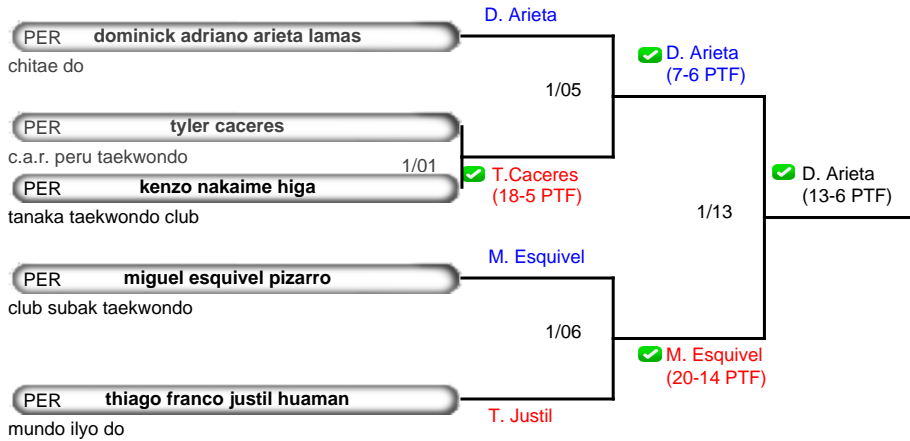 D. Arieta
PER dominick adriano arieta lamas
chitae do
D. Arieta
(7-6 PTF)
1/05
PER tyler caceres
c.a.r. peru taekwondo
1/01
T.Caceres
(18-5 PTF)
PER kenzo nakaime higa
tanaka taekwondo club
D. Arieta
(13-6 PTF)
1/13
M. Esquivel
PER miguel esquivel pizarro
club subak taekwondo
1/06
M. Esquivel
(20-14 PTF)
PER thiago franco justil huaman
mundo ilyo do
T. Justil